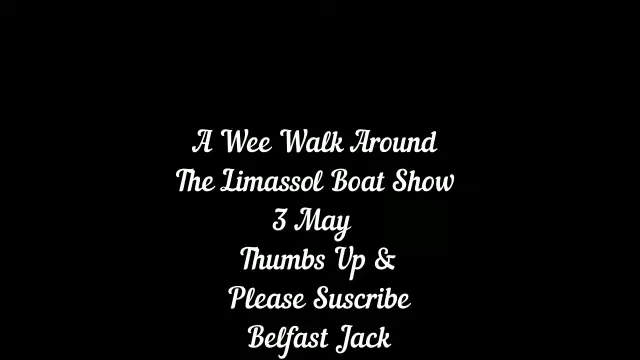 A Wee Walk Around
The Limassol Boat Show
3 May
Thumbs Up &
Please Suscribe
Belfast Jack